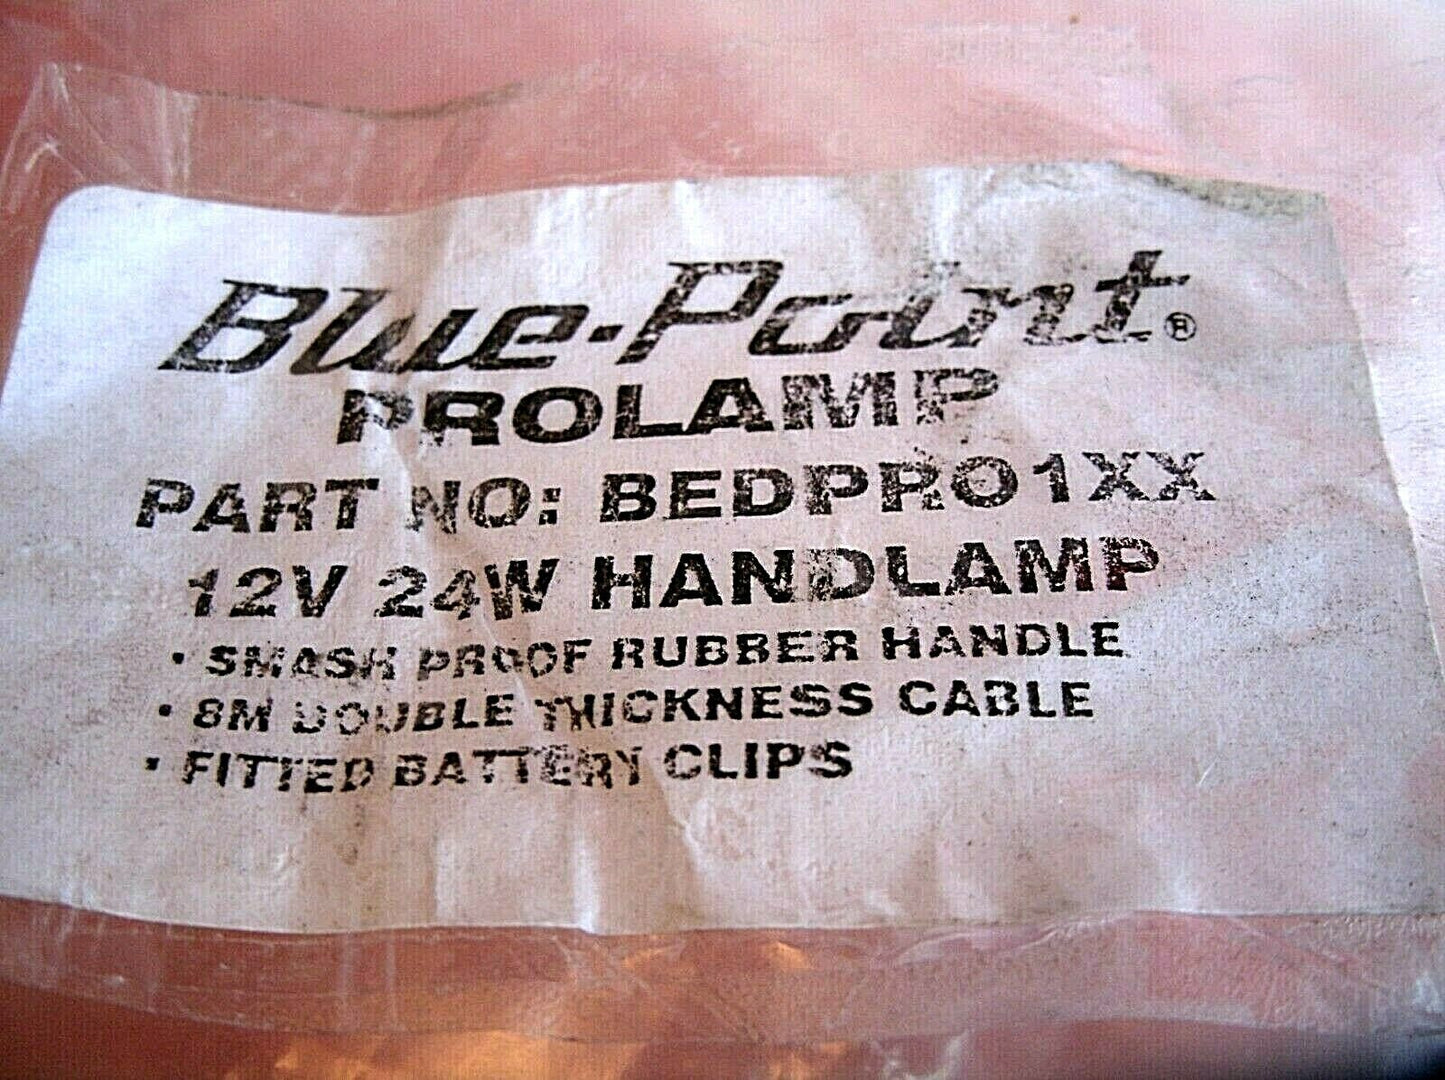 Blue-Point®
PROLAMP
PART NO: BEDPRO1XX
12V 24W HANDLAMP
• SMASH PROOF RUBBER HANDLE
• 8M DOUBLE THICKNESS CABLE
• FITTED BATTERY CLIPS